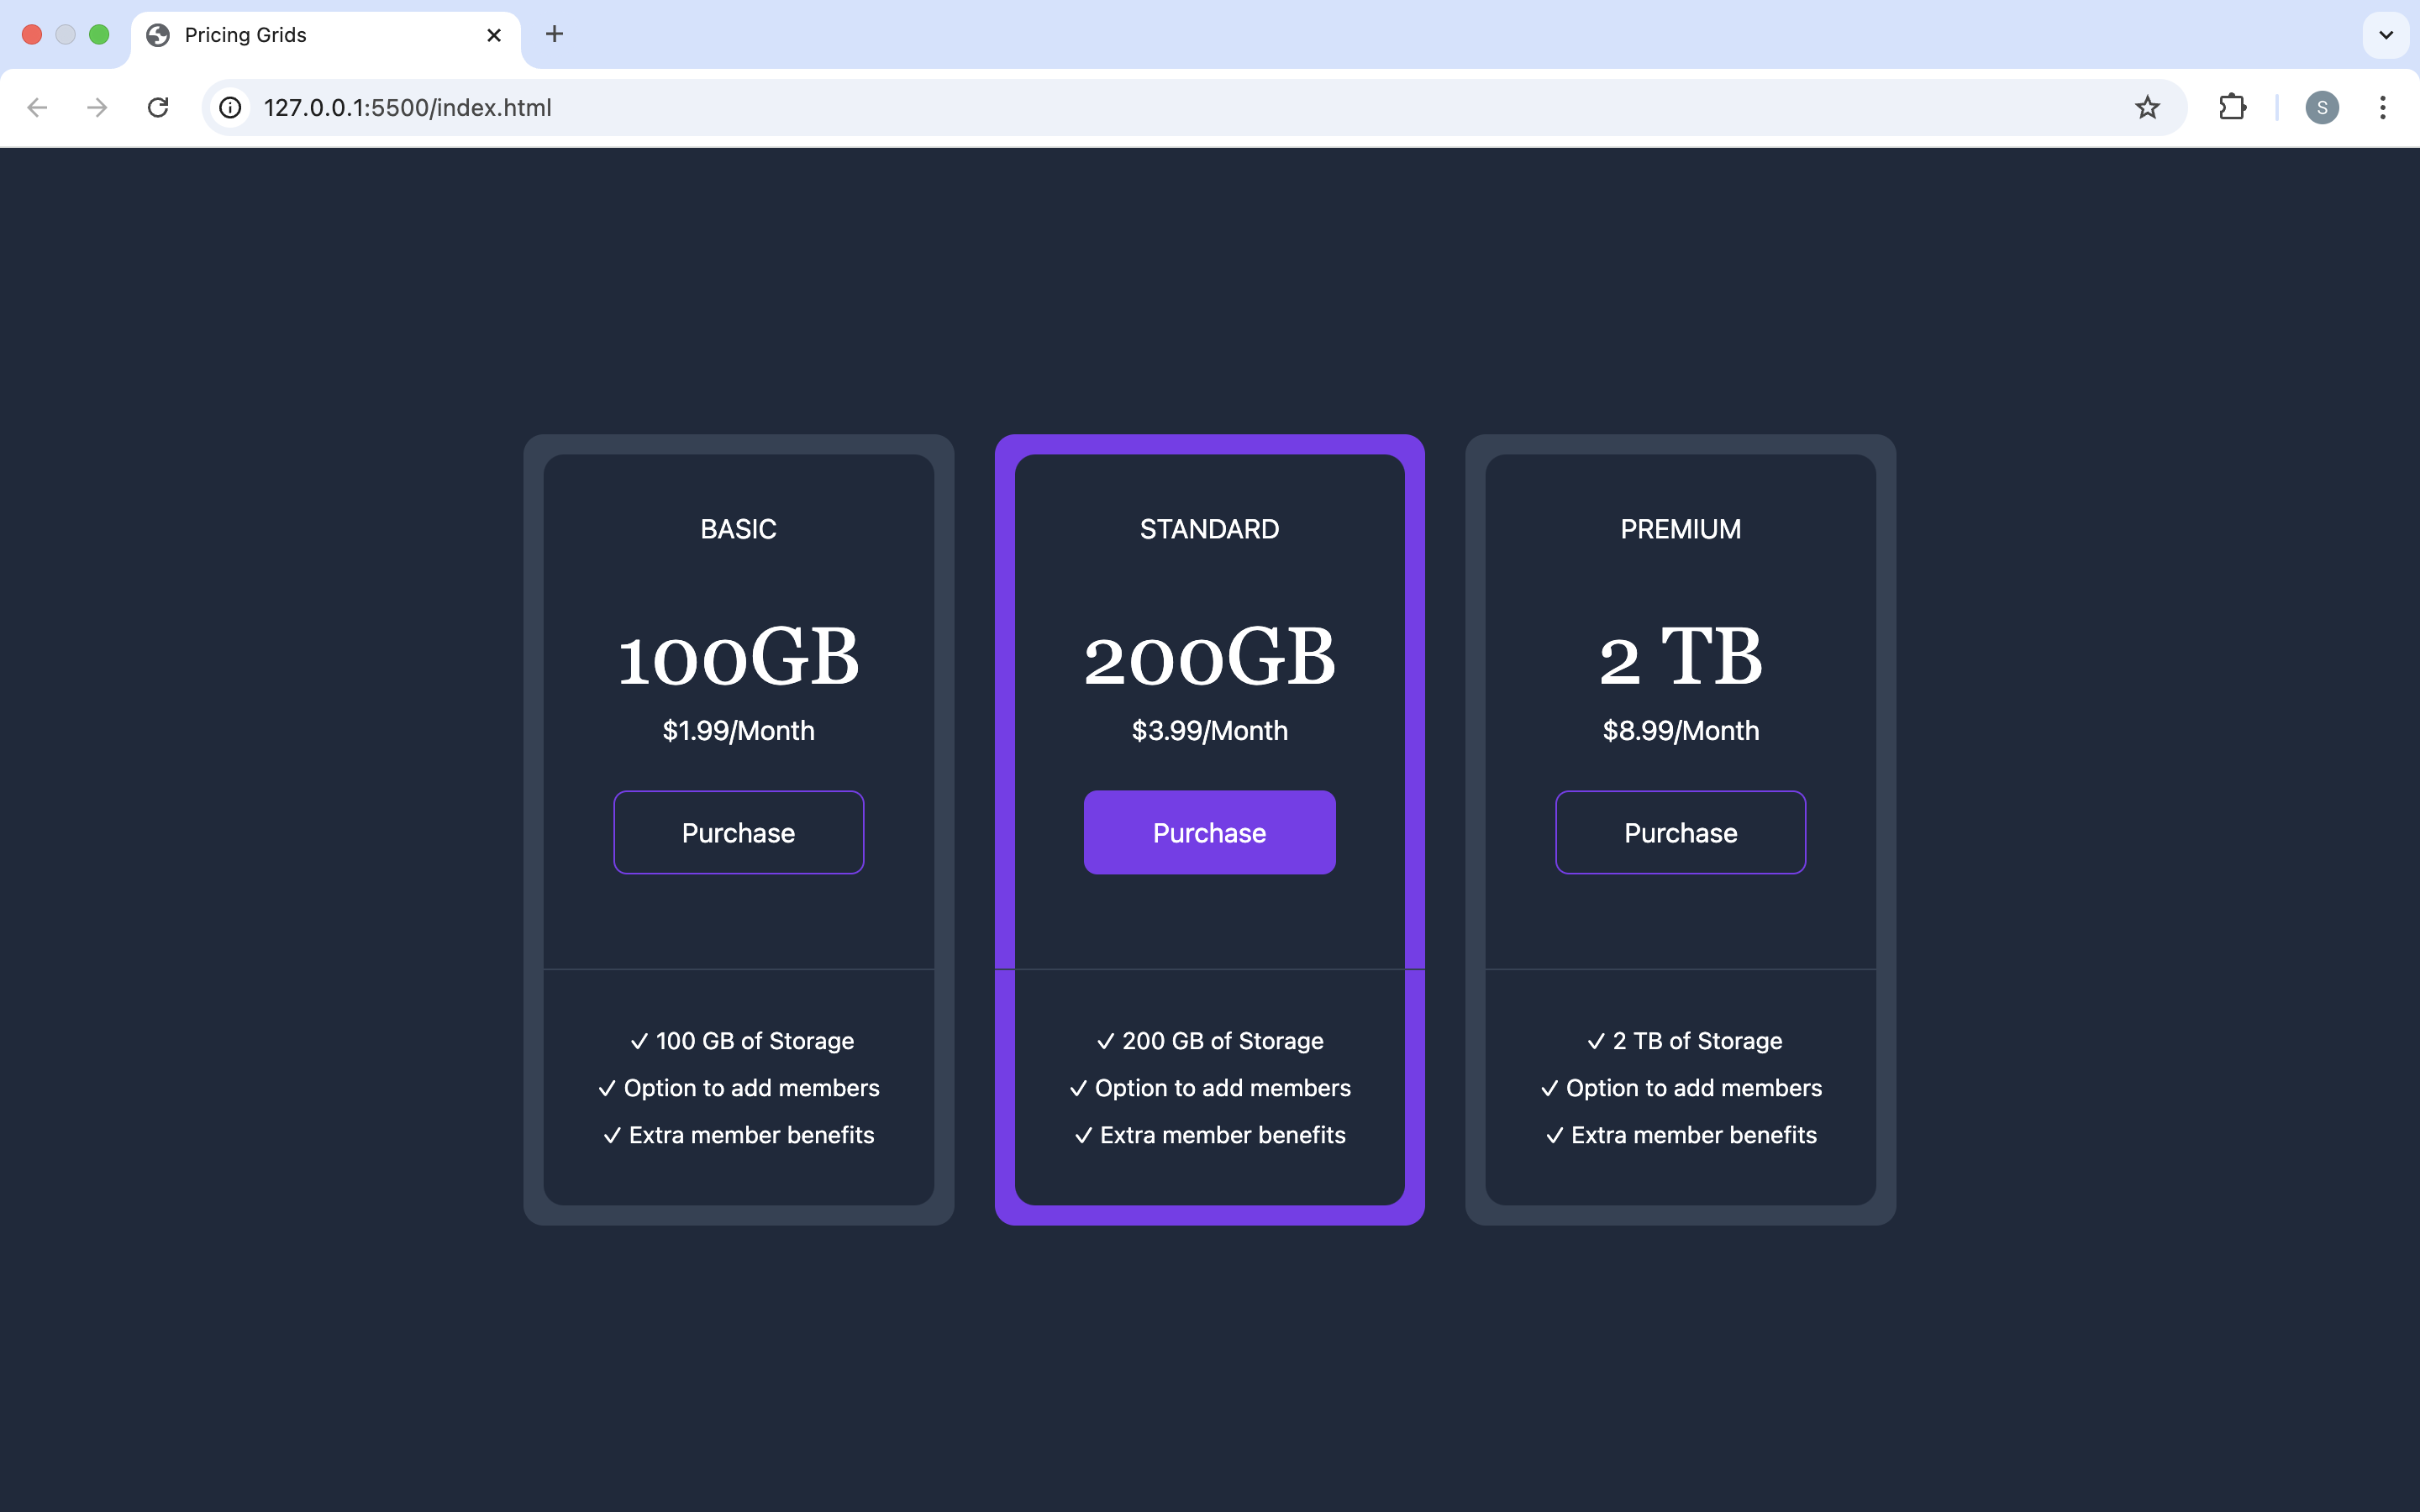 Pricing Grids
127.0.0.1:5500/index.html
S
BASIC
100GB
$1.99/Month
Purchase
✓ 100 GB of Storage
✓ Option to add members
✓ Extra member benefits
STANDARD
200GB
$3.99/Month
Purchase
✓ 200 GB of Storage
✓ Option to add members
✓ Extra member benefits
PREMIUM
2 TB
$8.99/Month
Purchase
✓ 2 TB of Storage
✓ Option to add members
✓ Extra member benefits